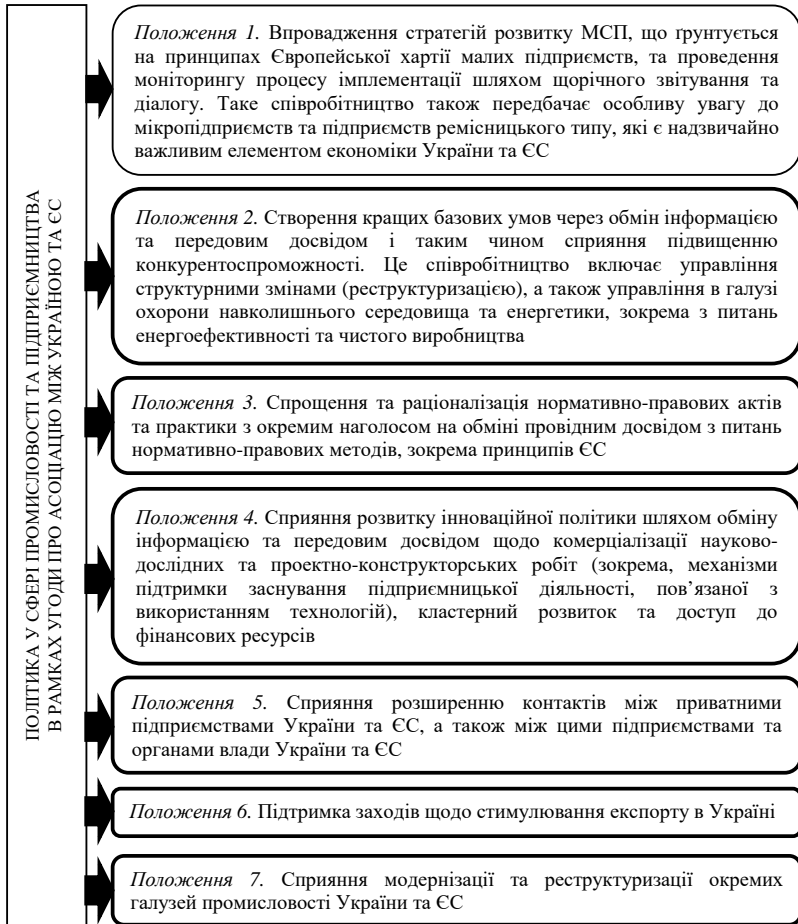 ПОЛІТИКА У СФЕРІ ПРОМИСЛОВОСТІ ТА ПІДПРИЄМНИЦТВА
В РАМКАХ УГОДИ ПРО АСОЦІАЦІЮ МІЖ УКРАЇНОЮ ТА ЄС
Положення 1. Впровадження стратегій розвитку МСП, що ґрунтується
на принципах Європейської хартії малих підприємств, та проведення
моніторингу процесу імплементації шляхом щорічного звітування та
діалогу. Таке співробітництво також передбачає особливу увагу до
мікропідприємств та підприємств ремісницького типу, які є надзвичайно
важливим елементом економіки України та ЄС
Положення 2. Створення кращих базових умов через обмін інформацією
та передовим досвідом і таким чином сприяння підвищенню
конкурентоспроможності. Це співробітництво включає управління
структурними змінами (реструктуризацією), а також управління в галузі
охорони навколишнього середовища та енергетики, зокрема з питань
енергоефективності та чистого виробництва
Положення 3. Спрощення та раціоналізація нормативно-правових актів
та практики з окремим наголосом на обміні провідним досвідом з питань
нормативно-правових методів, зокрема принципів ЄС
Положення 4. Сприяння розвитку інноваційної політики шляхом обміну
інформацією та передовим досвідом щодо комерціалізації науково-
дослідних та проектно-конструкторських робіт (зокрема, механізми
підтримки заснування підприємницької діяльності, пов’язаної з
використанням технологій), кластерний розвиток та доступ до
фінансових ресурсів
Положення 5. Сприяння розширенню контактів між приватними
підприємствами України та ЄС, а також між цими підприємствами та
органами влади України та ЄС
Положення 6. Підтримка заходів щодо стимулювання експорту в Україні
Положення 7. Сприяння модернізації та реструктуризації окремих
галузей промисловості України та ЄС